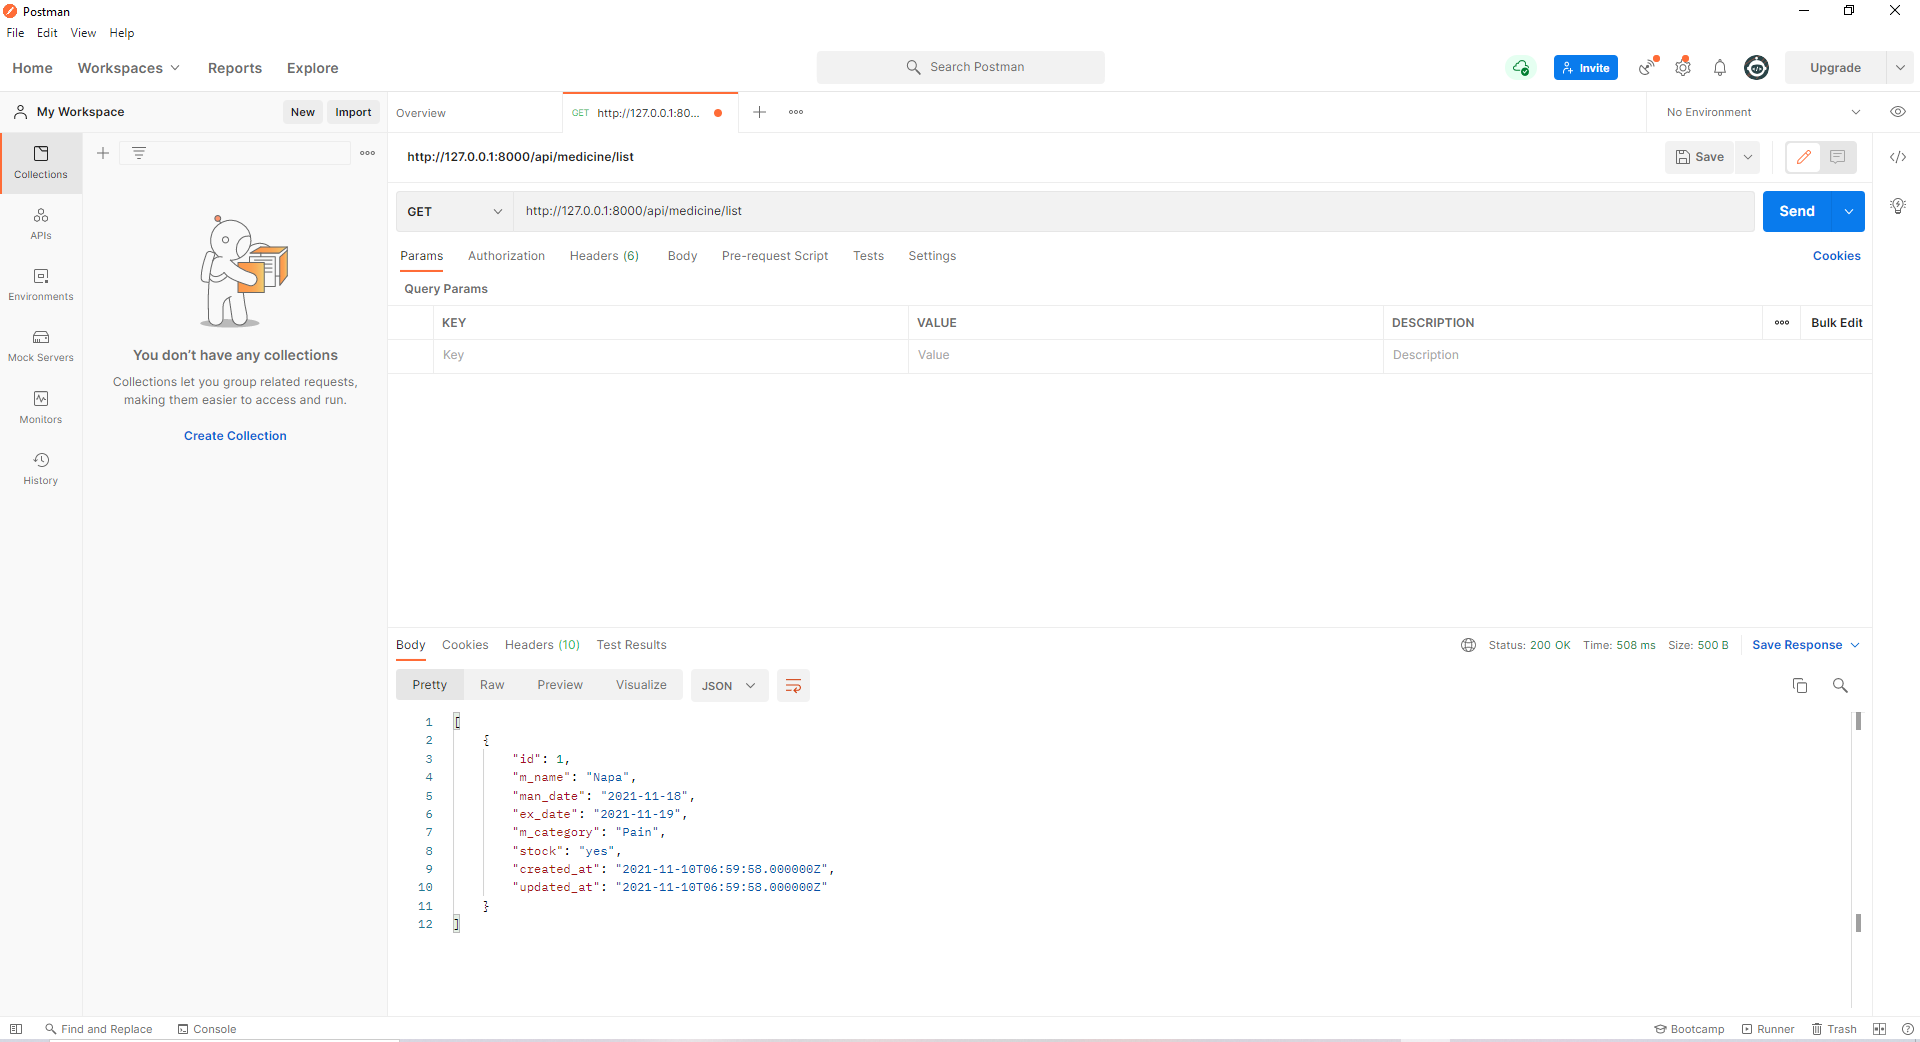 Postman
File Edit View Help
Home Workspaces Reports Explore
Search Postman
Invite
Upgrade
My Workspace
New Import
Overview
GET http://127.0.0.1:80...
No Environment
Collections
APIs
Environments
Mock Servers
Monitors
History
You don't have any collections
Collections let you group related requests,
making them easier to access and run.
Create Collection
http://127.0.0.1:8000/api/medicine/list
Save
GET http://127.0.0.1:8000/api/medicine/list
Send
Params Authorization Headers (6) Body Pre-request Script Tests Settings
Cookies
Query Params
KEY VALUE DESCRIPTION Bulk Edit
Key Value Description
Body Cookies Headers (10) Test Results
Status: 200 OK Time: 508 ms Size: 500 B Save Response
Pretty Raw Preview Visualize JSON
1 [
2 {
3 "id": 1,
4 "m_name": "Napa",
5 "man_date": "2021-11-18",
6 "ex_date": "2021-11-19",
7 "m_category": "Pain",
8 "stock": "yes",
9 "created_at": "2021-11-10T06:59:58.000000Z",
10 "updated_at": "2021-11-10T06:59:58.000000Z"
11 }
12 ]
Find and Replace Console
Bootcamp Runner Trash